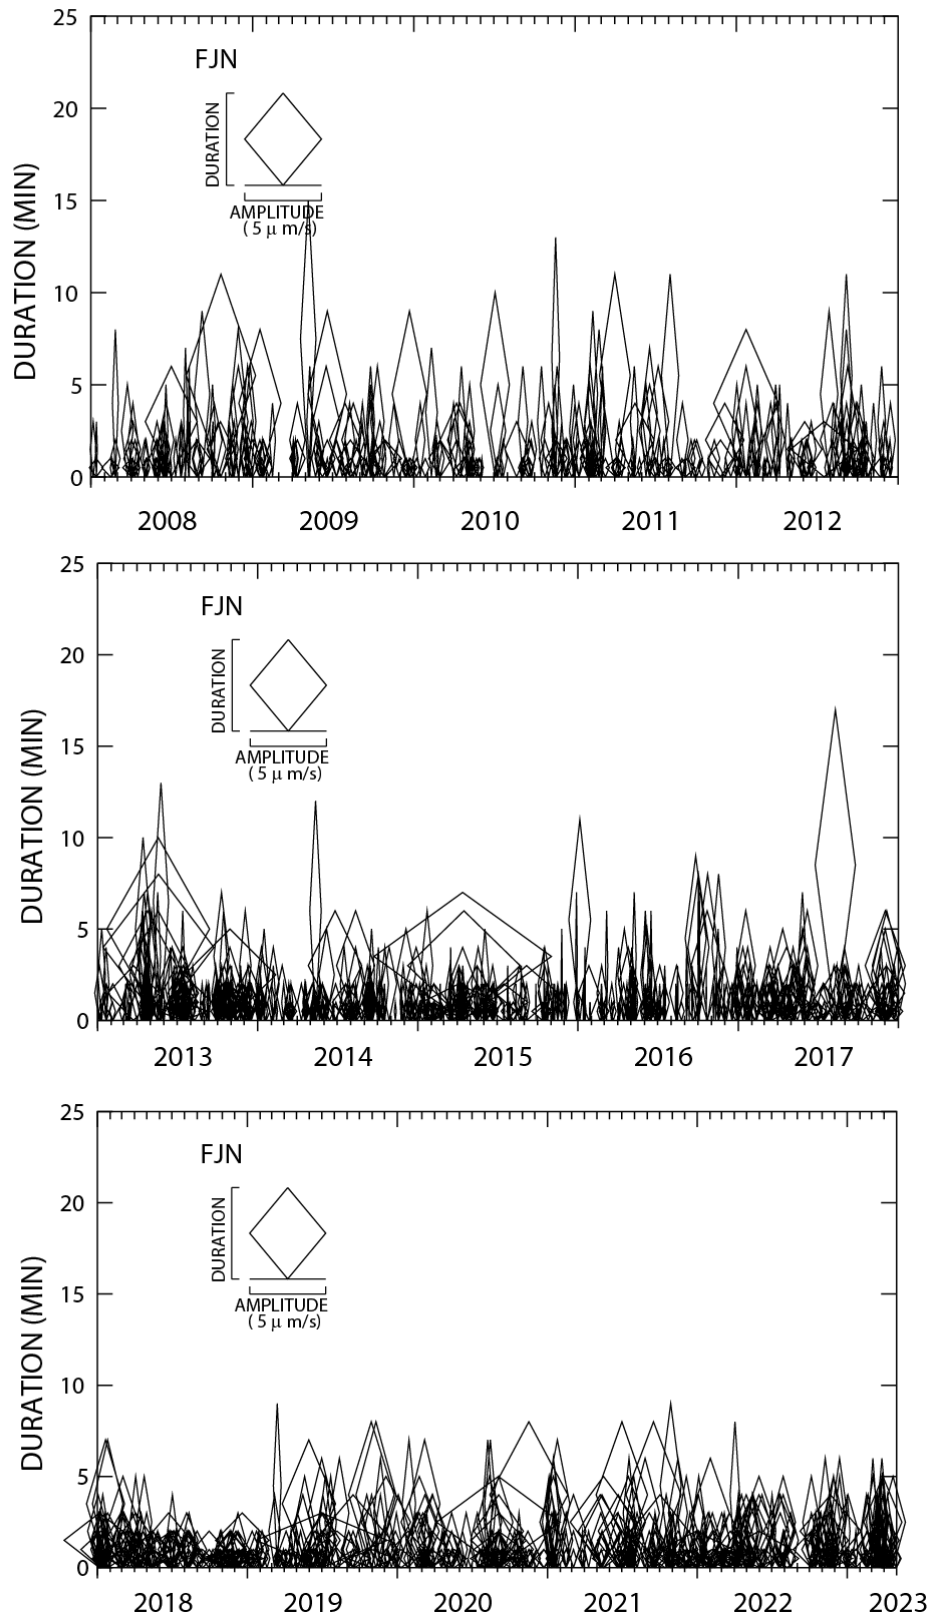 25
FJN
20
DURATION
15
AMPLITUDE
( 5 μ m/s)
DURATION (MIN)
10
5
0
2008 2009 2010 2011 2012
25
FJN
20
DURATION
15
AMPLITUDE
( 5 μ m/s)
DURATION (MIN)
10
5
0
2013 2014 2015 2016 2017
25
FJN
20
DURATION
15
AMPLITUDE
( 5 μ m/s)
DURATION (MIN)
10
5
0
2018 2019 2020 2021 2022 2023